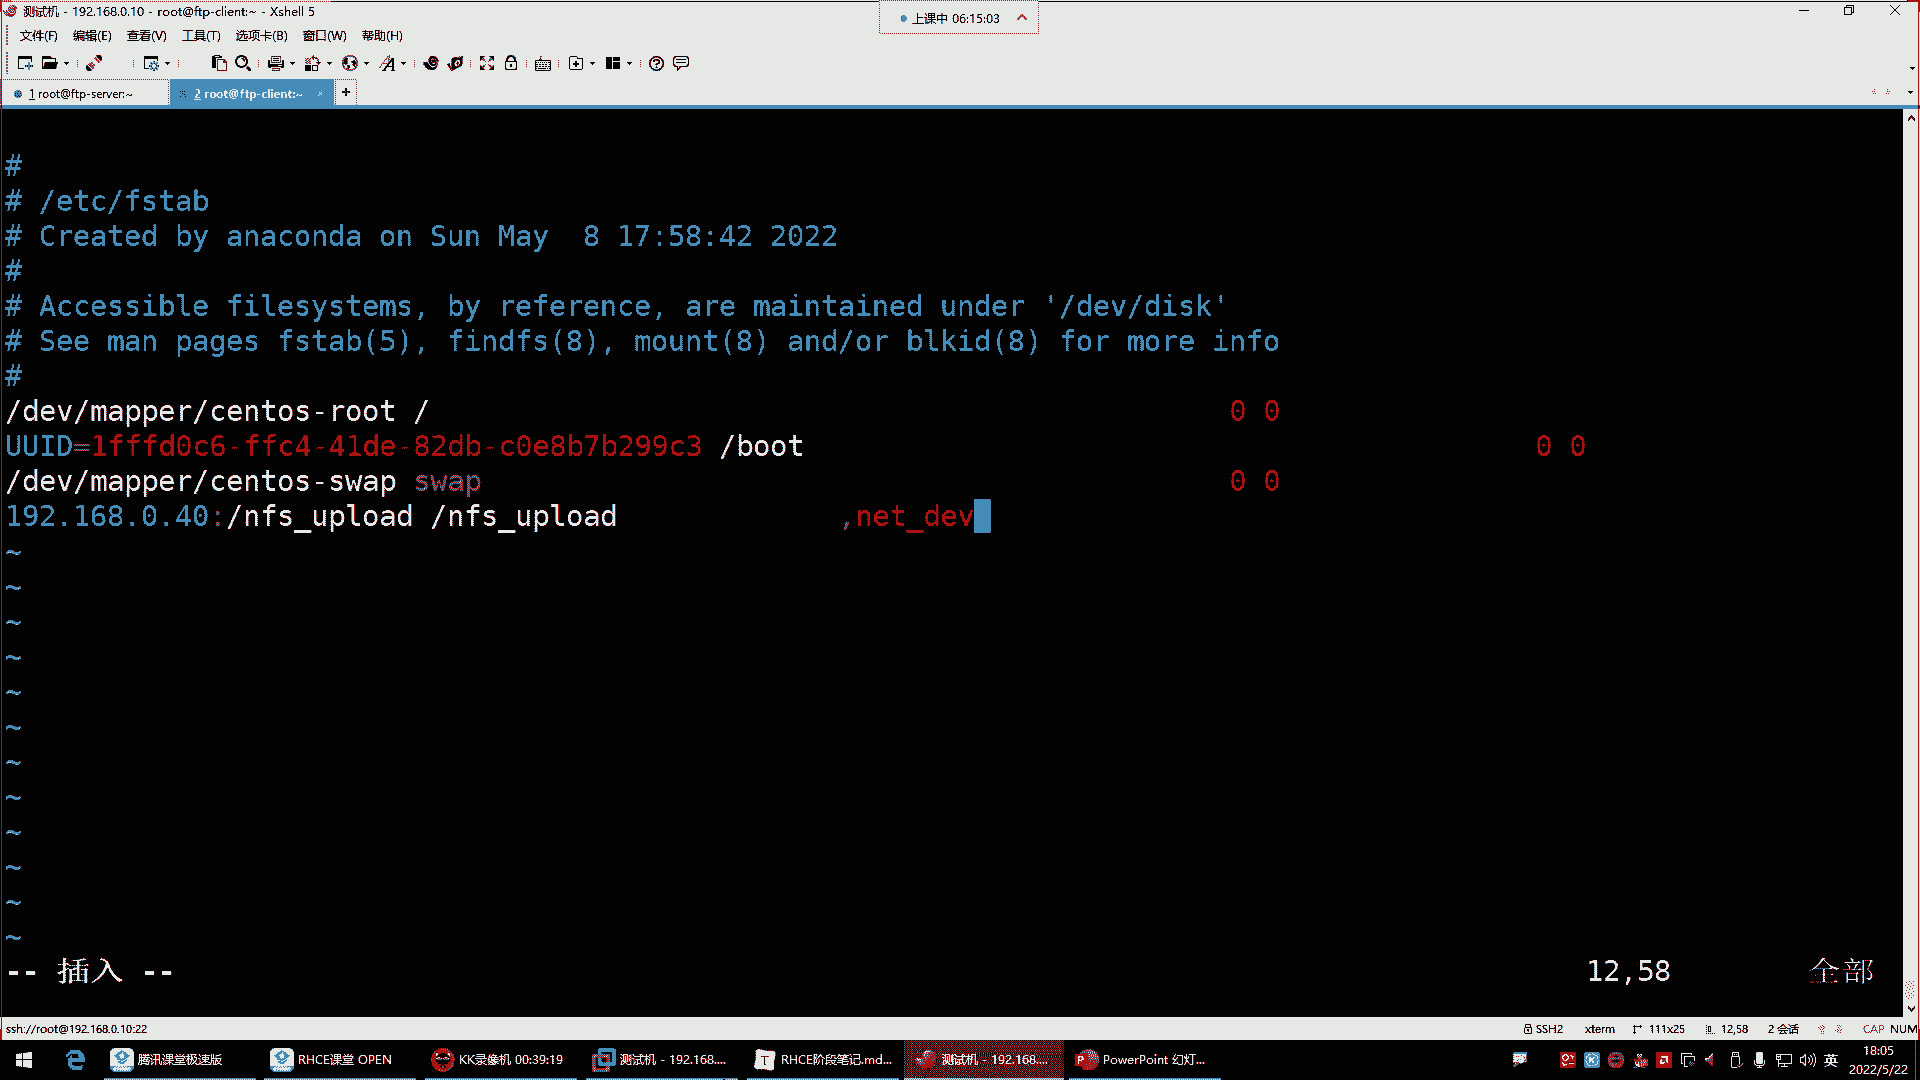 测试机 - 192.168.0.10 - root@ftp-client:~ - Xshell 5
上课中 06:15:03
文件(F) 编辑(E) 查看(V) 工具(T) 选项卡(B) 窗口(W) 帮助(H)
1 root@ftp-server:~
2 root@ftp-client:~
#
# /etc/fstab
# Created by anaconda on Sun May  8 17:58:42 2022
#
# Accessible filesystems, by reference, are maintained under '/dev/disk'
# See man pages fstab(5), findfs(8), mount(8) and/or blkid(8) for more info
#
/dev/mapper/centos-root / 0 0
UUID=1fffd0c6-ffc4-41de-82db-c0e8b7b299c3 /boot 0 0
/dev/mapper/centos-swap swap 0 0
192.168.0.40:/nfs_upload /nfs_upload ,net_dev
~
~
~
~
~
~
~
~
~
~
~
~
-- 插入 -- 12,58 全部
ssh://root@192.168.0.10:22 SSH2 xterm 111x25 12,58 2 会话 CAP NUM
腾讯课堂极速版 RHCE课堂 OPEN KK录像机 00:39:19 测试机 - 192.168.... RHCE阶段笔记.md... 测试机 - 192.168.... PowerPoint 幻灯... 英
18:05
2022/5/22